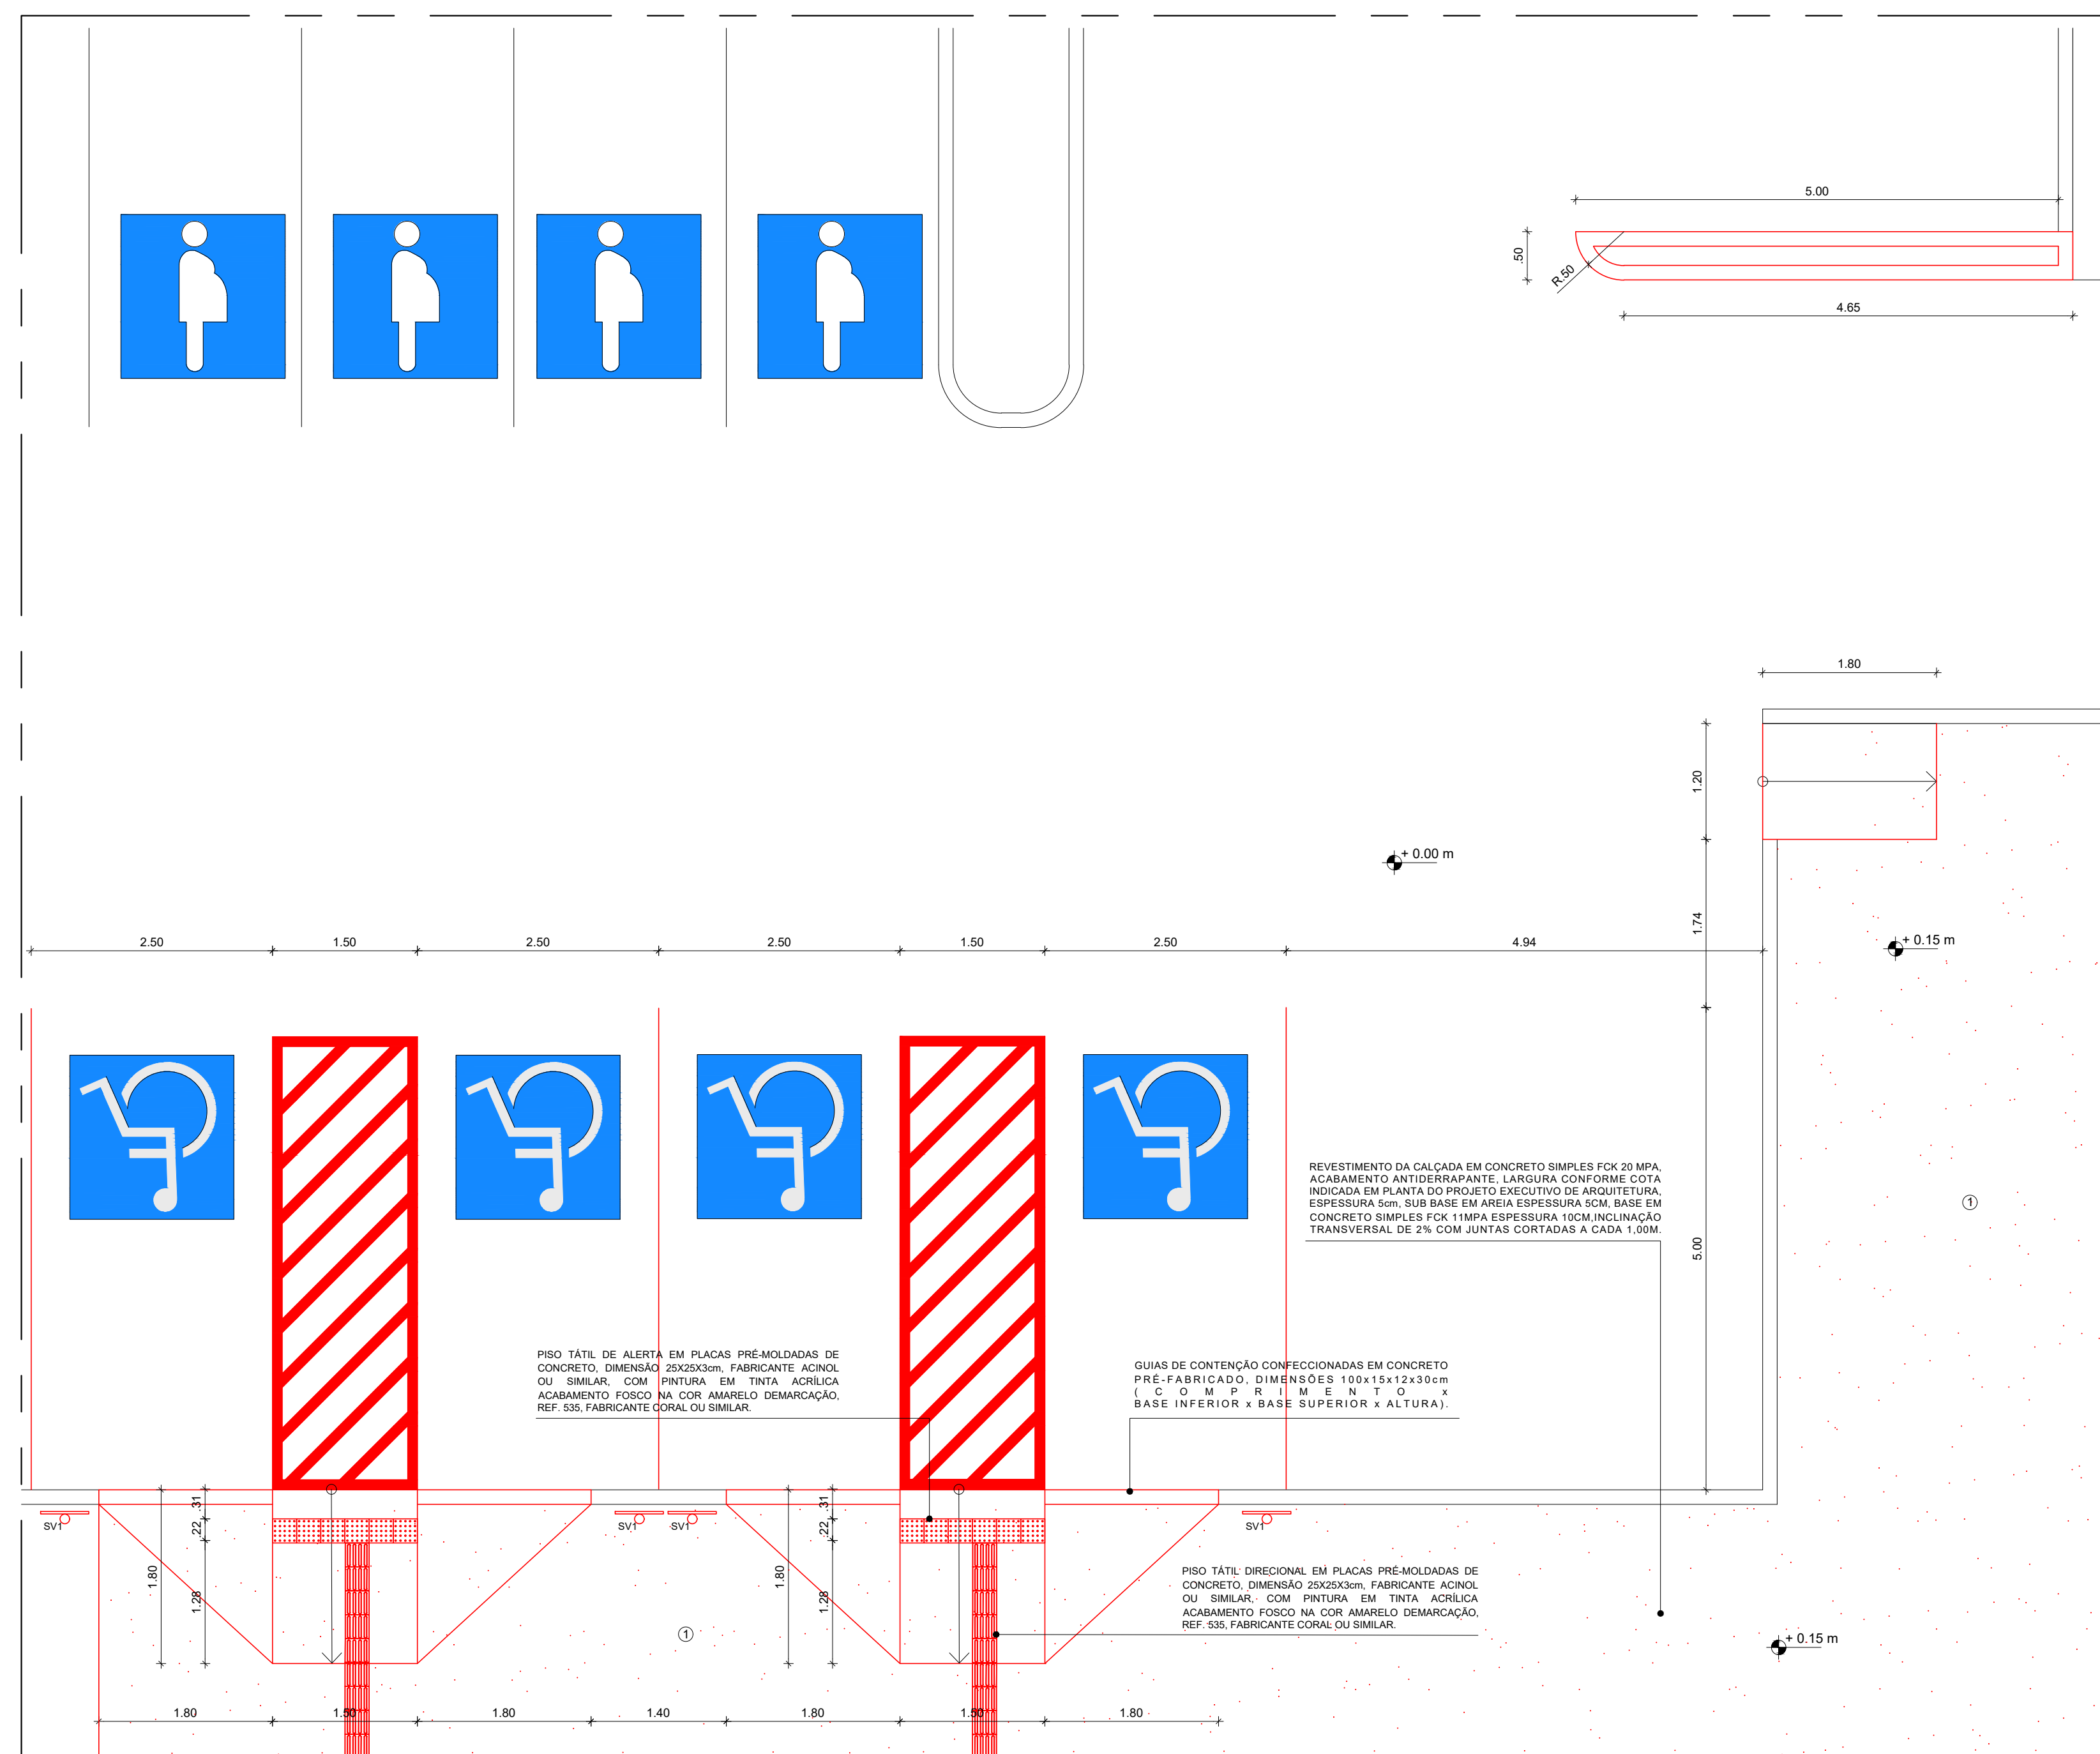 5.00
.50
R.50
4.65
1.80
1.20
+ 0.00 m
1.74
+ 0.15 m
2.50
1.50
2.50
2.50
1.50
2.50
4.94
REVESTIMENTO DA CALÇADA EM CONCRETO SIMPLES FCK 20 MPA,
ACABAMENTO ANTIDERRAPANTE, LARGURA CONFORME COTA
INDICADA EM PLANTA DO PROJETO EXECUTIVO DE ARQUITETURA,
ESPESSURA 5cm, SUB BASE EM AREIA ESPESSURA 5CM, BASE EM
CONCRETO SIMPLES FCK 11MPA ESPESSURA 10CM,INCLINAÇÃO
TRANSVERSAL DE 2% COM JUNTAS CORTADAS A CADA 1,00M.
1
5.00
PISO TÁTIL DE ALERTA EM PLACAS PRÉ-MOLDADAS DE
CONCRETO, DIMENSÃO 25X25X3cm, FABRICANTE ACINOL
OU SIMILAR, COM PINTURA EM TINTA ACRÍLICA
ACABAMENTO FOSCO NA COR AMARELO DEMARCAÇÃO,
REF. 535, FABRICANTE CORAL OU SIMILAR.
GUIAS DE CONTENÇÃO CONFECCIONADAS EM CONCRETO
PRÉ-FABRICADO, DIMENSÕES 100x15x12x30cm
( C O M P R I M E N T O x
BASE INFERIOR x BASE SUPERIOR x ALTURA).
.31
.31
SV1
.22
SV1
SV1
.22
SV1
1.80
1.28
1.80
1.28
PISO TÁTIL DIRECIONAL EM PLACAS PRÉ-MOLDADAS DE
CONCRETO, DIMENSÃO 25X25X3cm, FABRICANTE ACINOL
OU SIMILAR, COM PINTURA EM TINTA ACRÍLICA
ACABAMENTO FOSCO NA COR AMARELO DEMARCAÇÃO,
REF. 535, FABRICANTE CORAL OU SIMILAR.
1
+ 0.15 m
1.80
1.50
1.80
1.40
1.80
1.50
1.80